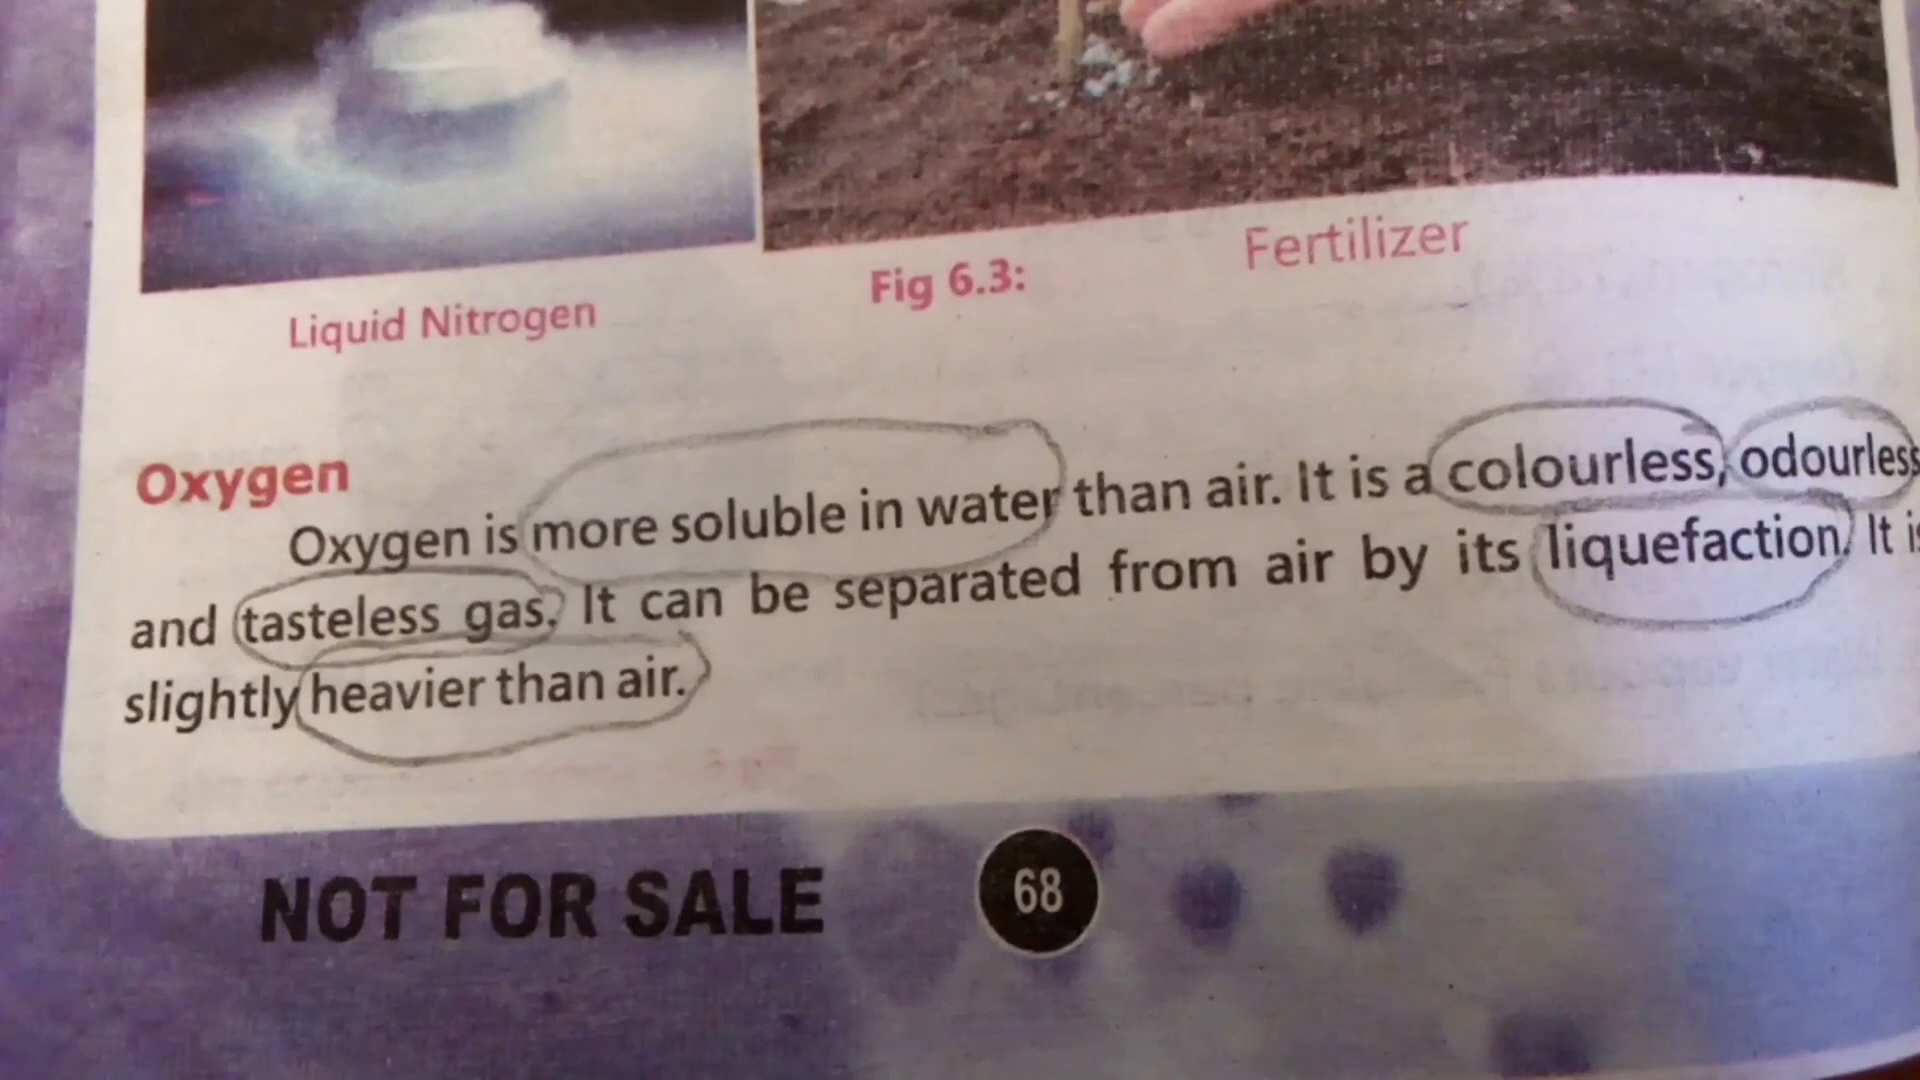 Liquid Nitrogen
Fig 6.3:
Fertilizer
Oxygen
Oxygen is more soluble in water than air. It is a colourless, odourless
and tasteless gas. It can be separated from air by its liquefaction. It is
slightly heavier than air.
NOT FOR SALE
68